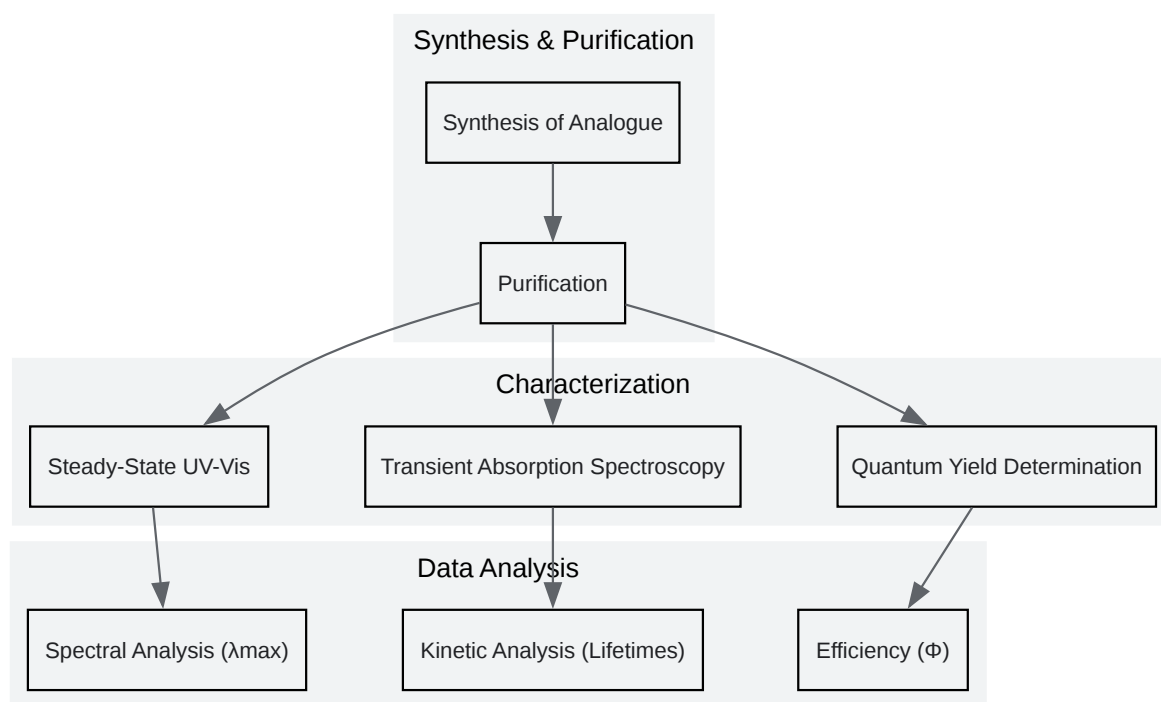 Synthesis & Purification
Synthesis of Analogue
Purification
Characterization
Steady-State UV-Vis
Transient Absorption Spectroscopy
Quantum Yield Determination
Data Analysis
Spectral Analysis (λmax)
Kinetic Analysis (Lifetimes)
Efficiency (Φ)